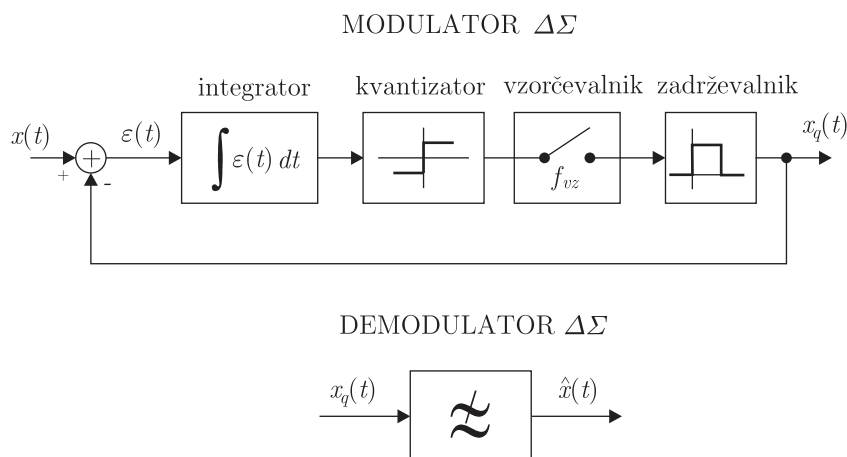 MODULATOR ΔΣ
integrator kvantizator vzorčevalnik zadrževalnik
x(t) + - + ε(t) ∫ ε(t) dt f_vz x_q(t)
DEMODULATOR ΔΣ
x_q(t) x̂(t)